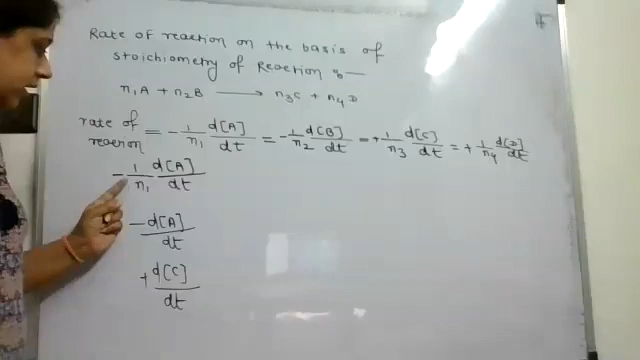 Rate of reaction on the basis of
stoichiometry of Reaction :—
n₁A + n₂B ⟶ n₃C + n₄D
rate of reaction = - 1/n₁ d[A]/dt = - 1/n₂ d[B]/dt = + 1/n₃ d[C]/dt = + 1/n₄ d[D]/dt
- 1/n₁ d[A]/dt
- d[A]/dt
+ d[C]/dt